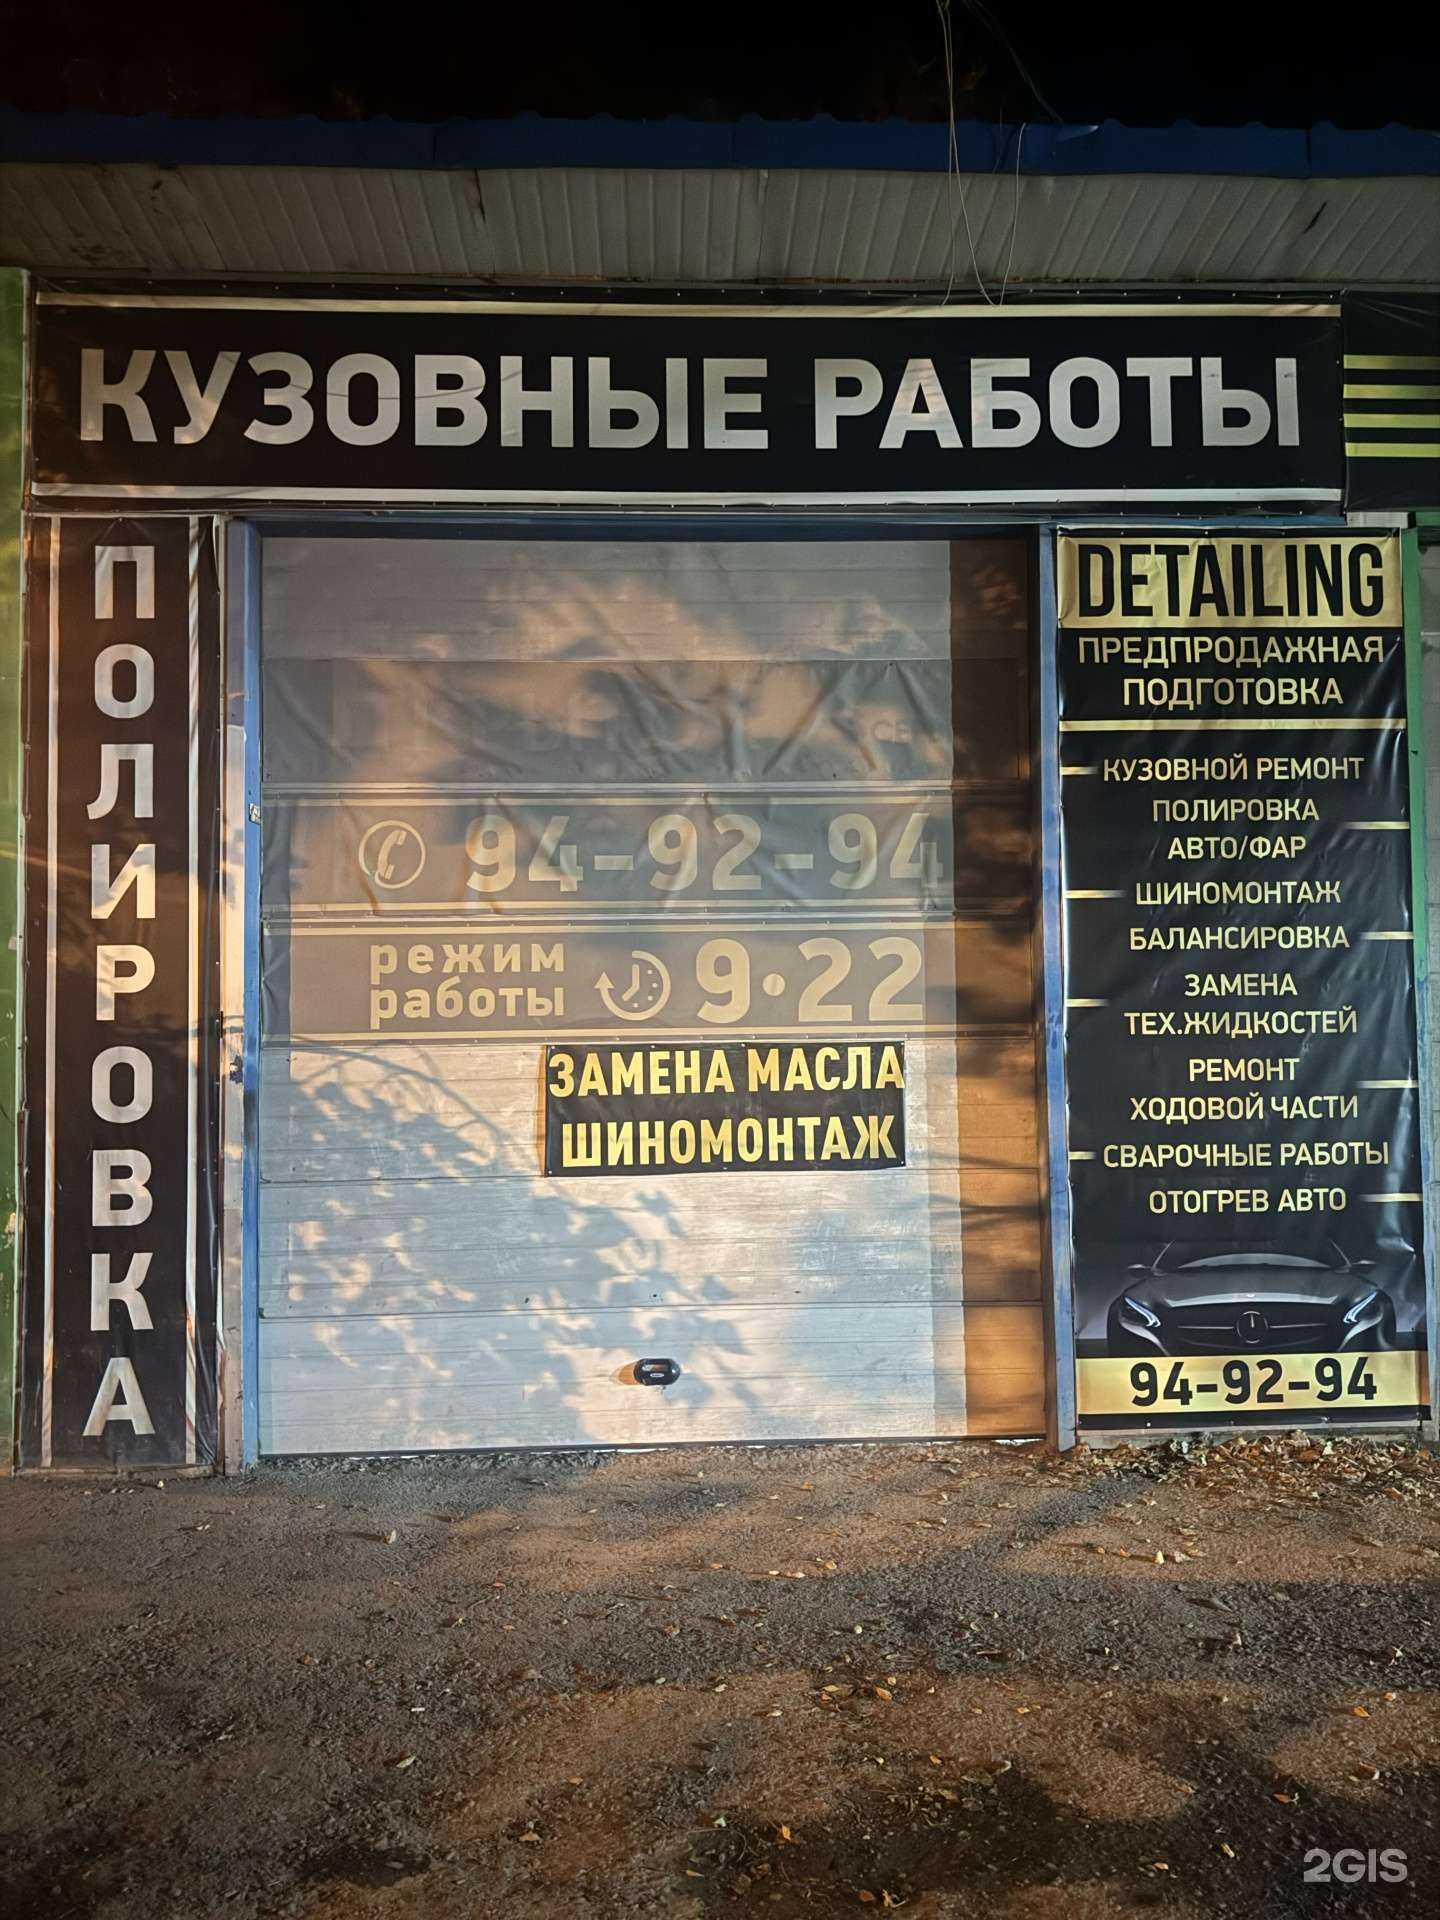 КУЗОВНЫЕ РАБОТЫ
ПОЛИРОВКА
94-92-94
режим
работы
9•22
ЗАМЕНА МАСЛА
ШИНОМОНТАЖ
DETAILING
ПРЕДПРОДАЖНАЯ
ПОДГОТОВКА
КУЗОВНОЙ РЕМОНТ
ПОЛИРОВКА
АВТО/ФАР
ШИНОМОНТАЖ
БАЛАНСИРОВКА
ЗАМЕНА
ТЕХ.ЖИДКОСТЕЙ
РЕМОНТ
ХОДОВОЙ ЧАСТИ
СВАРОЧНЫЕ РАБОТЫ
ОТОГРЕВ АВТО
94-92-94
2GIS